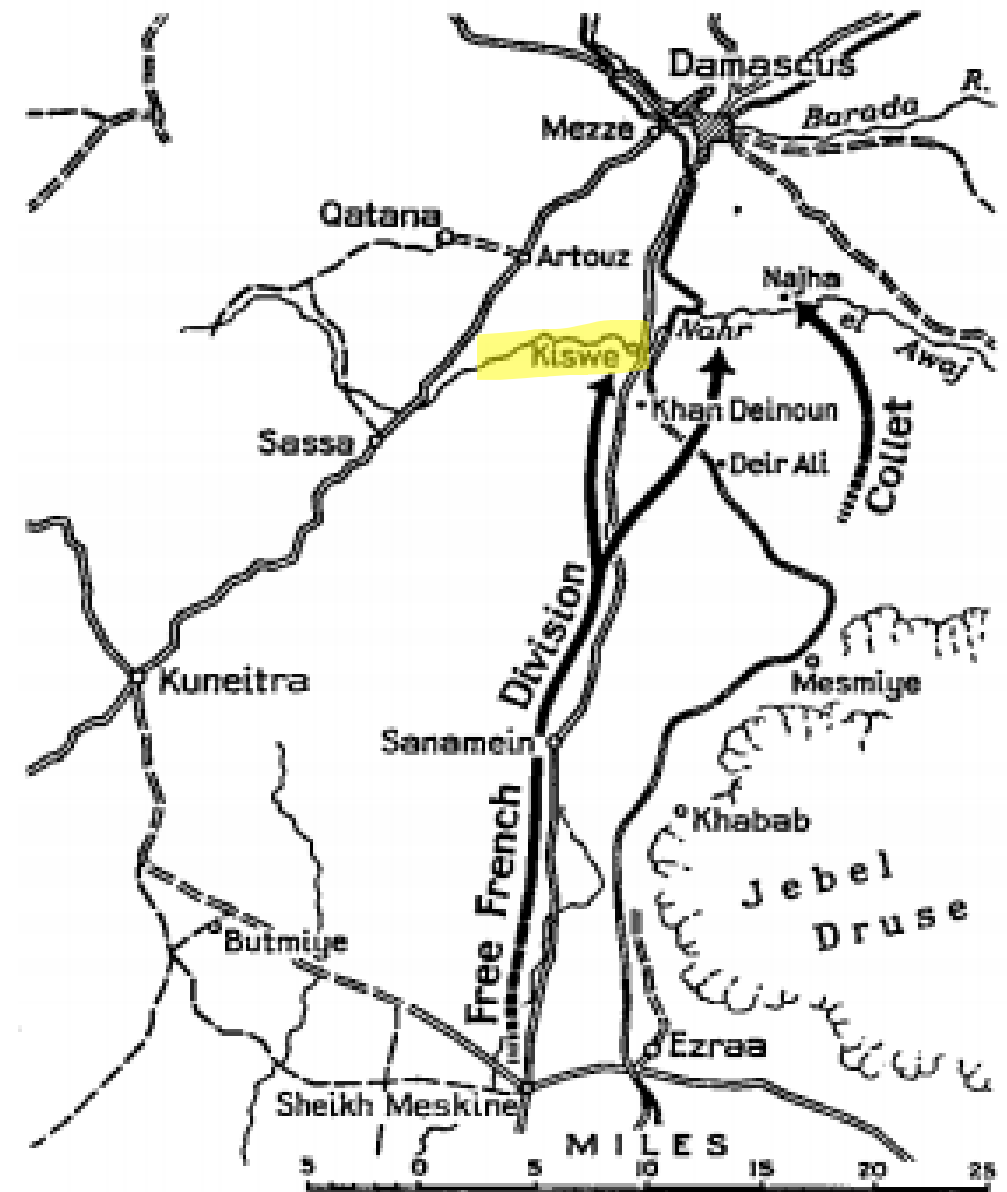 Damascus
R.
Barada
Mezze
Qatana
Artouz
Najha
Nahr
el
Awaj
Kiswe
Khan Deinoun
Sassa
Deir Ali
Collet
Division
Kuneitra
Mesmiye
Sanamein
Khabab
Free French
Jebel
Druse
Butmiye
Ezraa
Sheikh Meskine
MILES
5 0 5 10 15 20 25